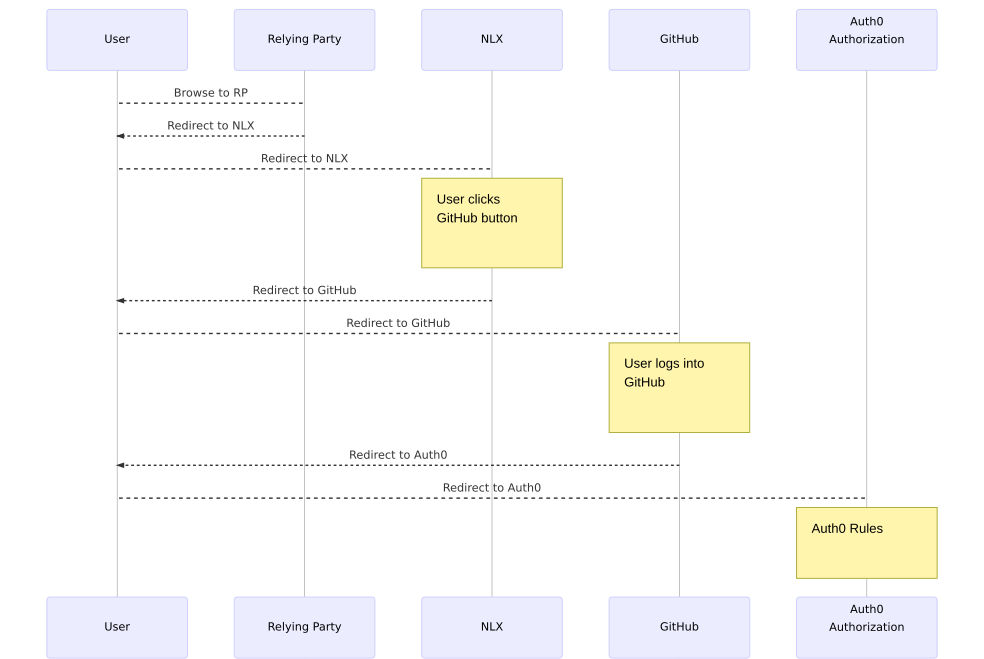 User
Relying Party
NLX
GitHub
Auth0
Authorization
Browse to RP
Redirect to NLX
Redirect to NLX
User clicks
GitHub button
Redirect to GitHub
Redirect to GitHub
User logs into
GitHub
Redirect to Auth0
Redirect to Auth0
Auth0 Rules
User
Relying Party
NLX
GitHub
Auth0
Authorization